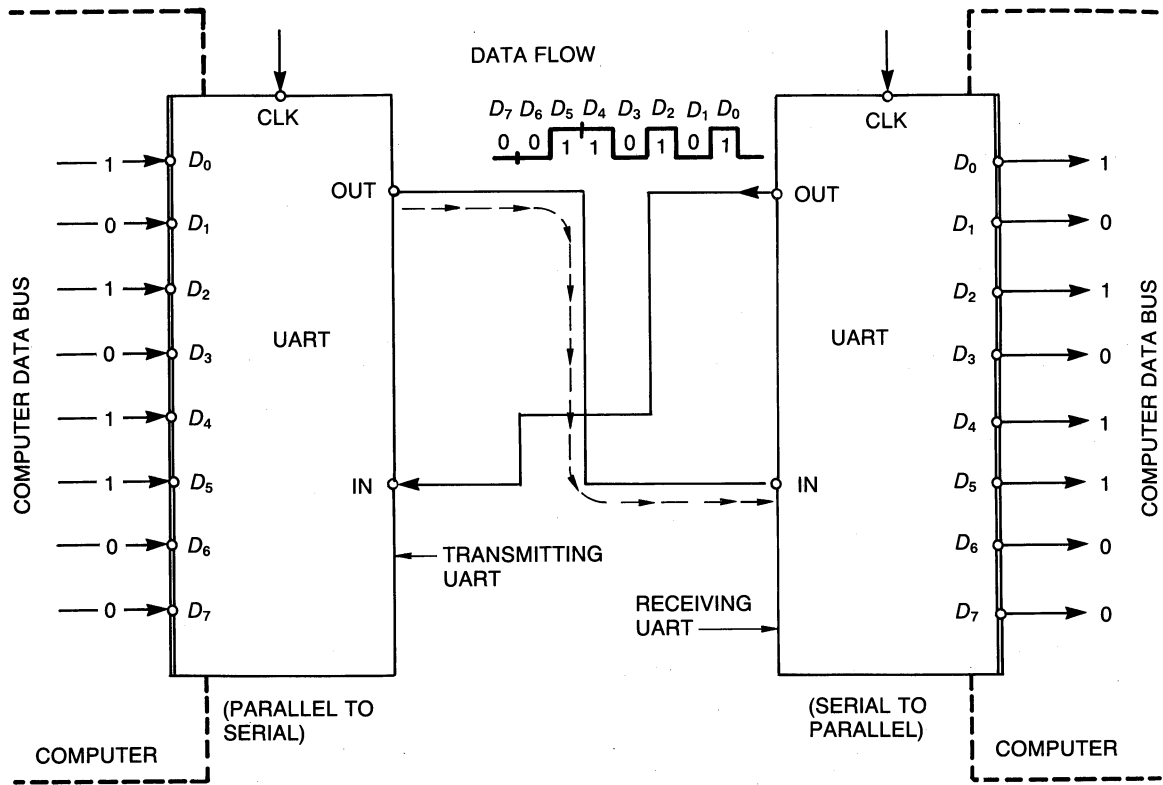 DATA FLOW
D7 D6 D5 D4 D3 D2 D1 D0
0 0 1 1 0 1 0 1
CLK
COMPUTER DATA BUS
1 D0
0 D1
1 D2
0 D3
1 D4
1 D5
0 D6
0 D7
UART
OUT
IN
TRANSMITTING
UART
(PARALLEL TO
SERIAL)
COMPUTER
CLK
OUT
UART
IN
RECEIVING
UART
D0 1
D1 0
D2 1
D3 0
D4 1
D5 1
D6 0
D7 0
COMPUTER DATA BUS
(SERIAL TO
PARALLEL)
COMPUTER